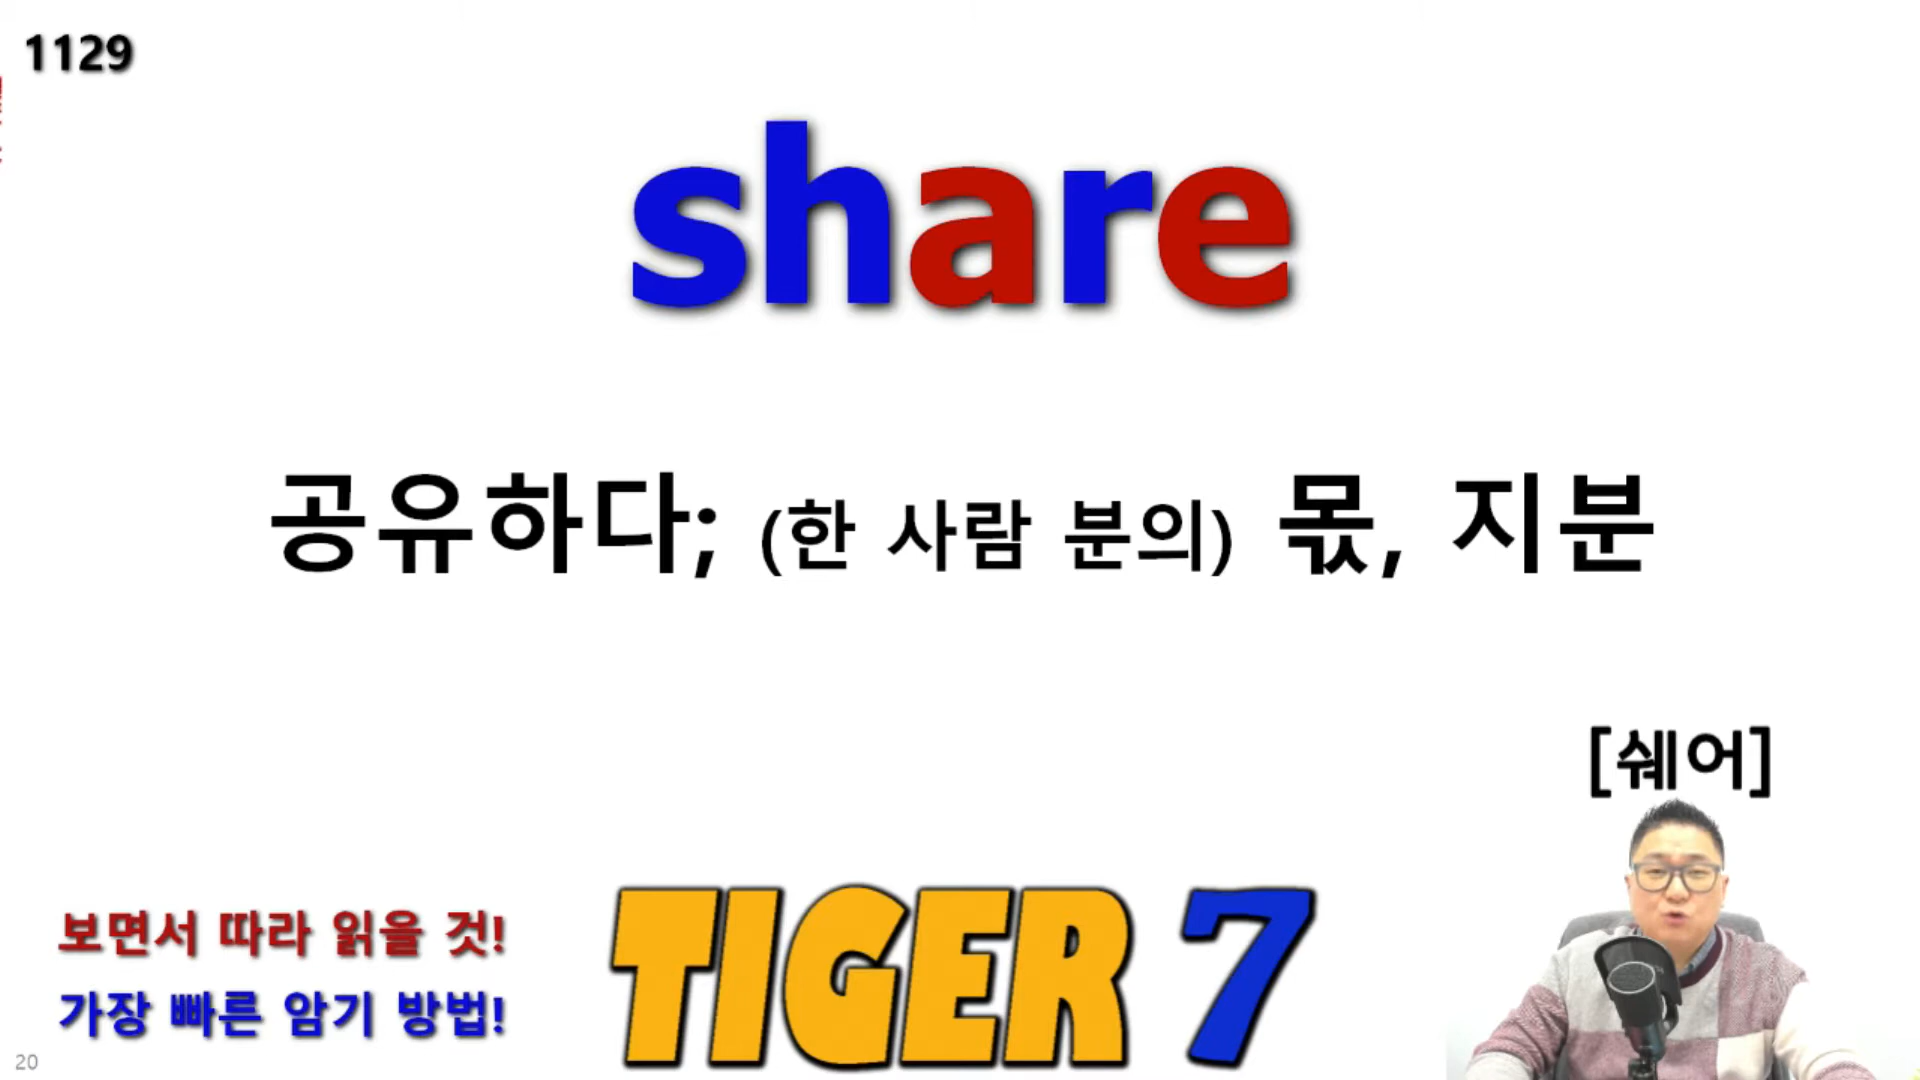 1129
share
공유하다; (한 사람 분의) 몫, 지분
[쉐어]
보면서 따라 읽을 것!
가장 빠른 암기 방법!
TIGER 7
20